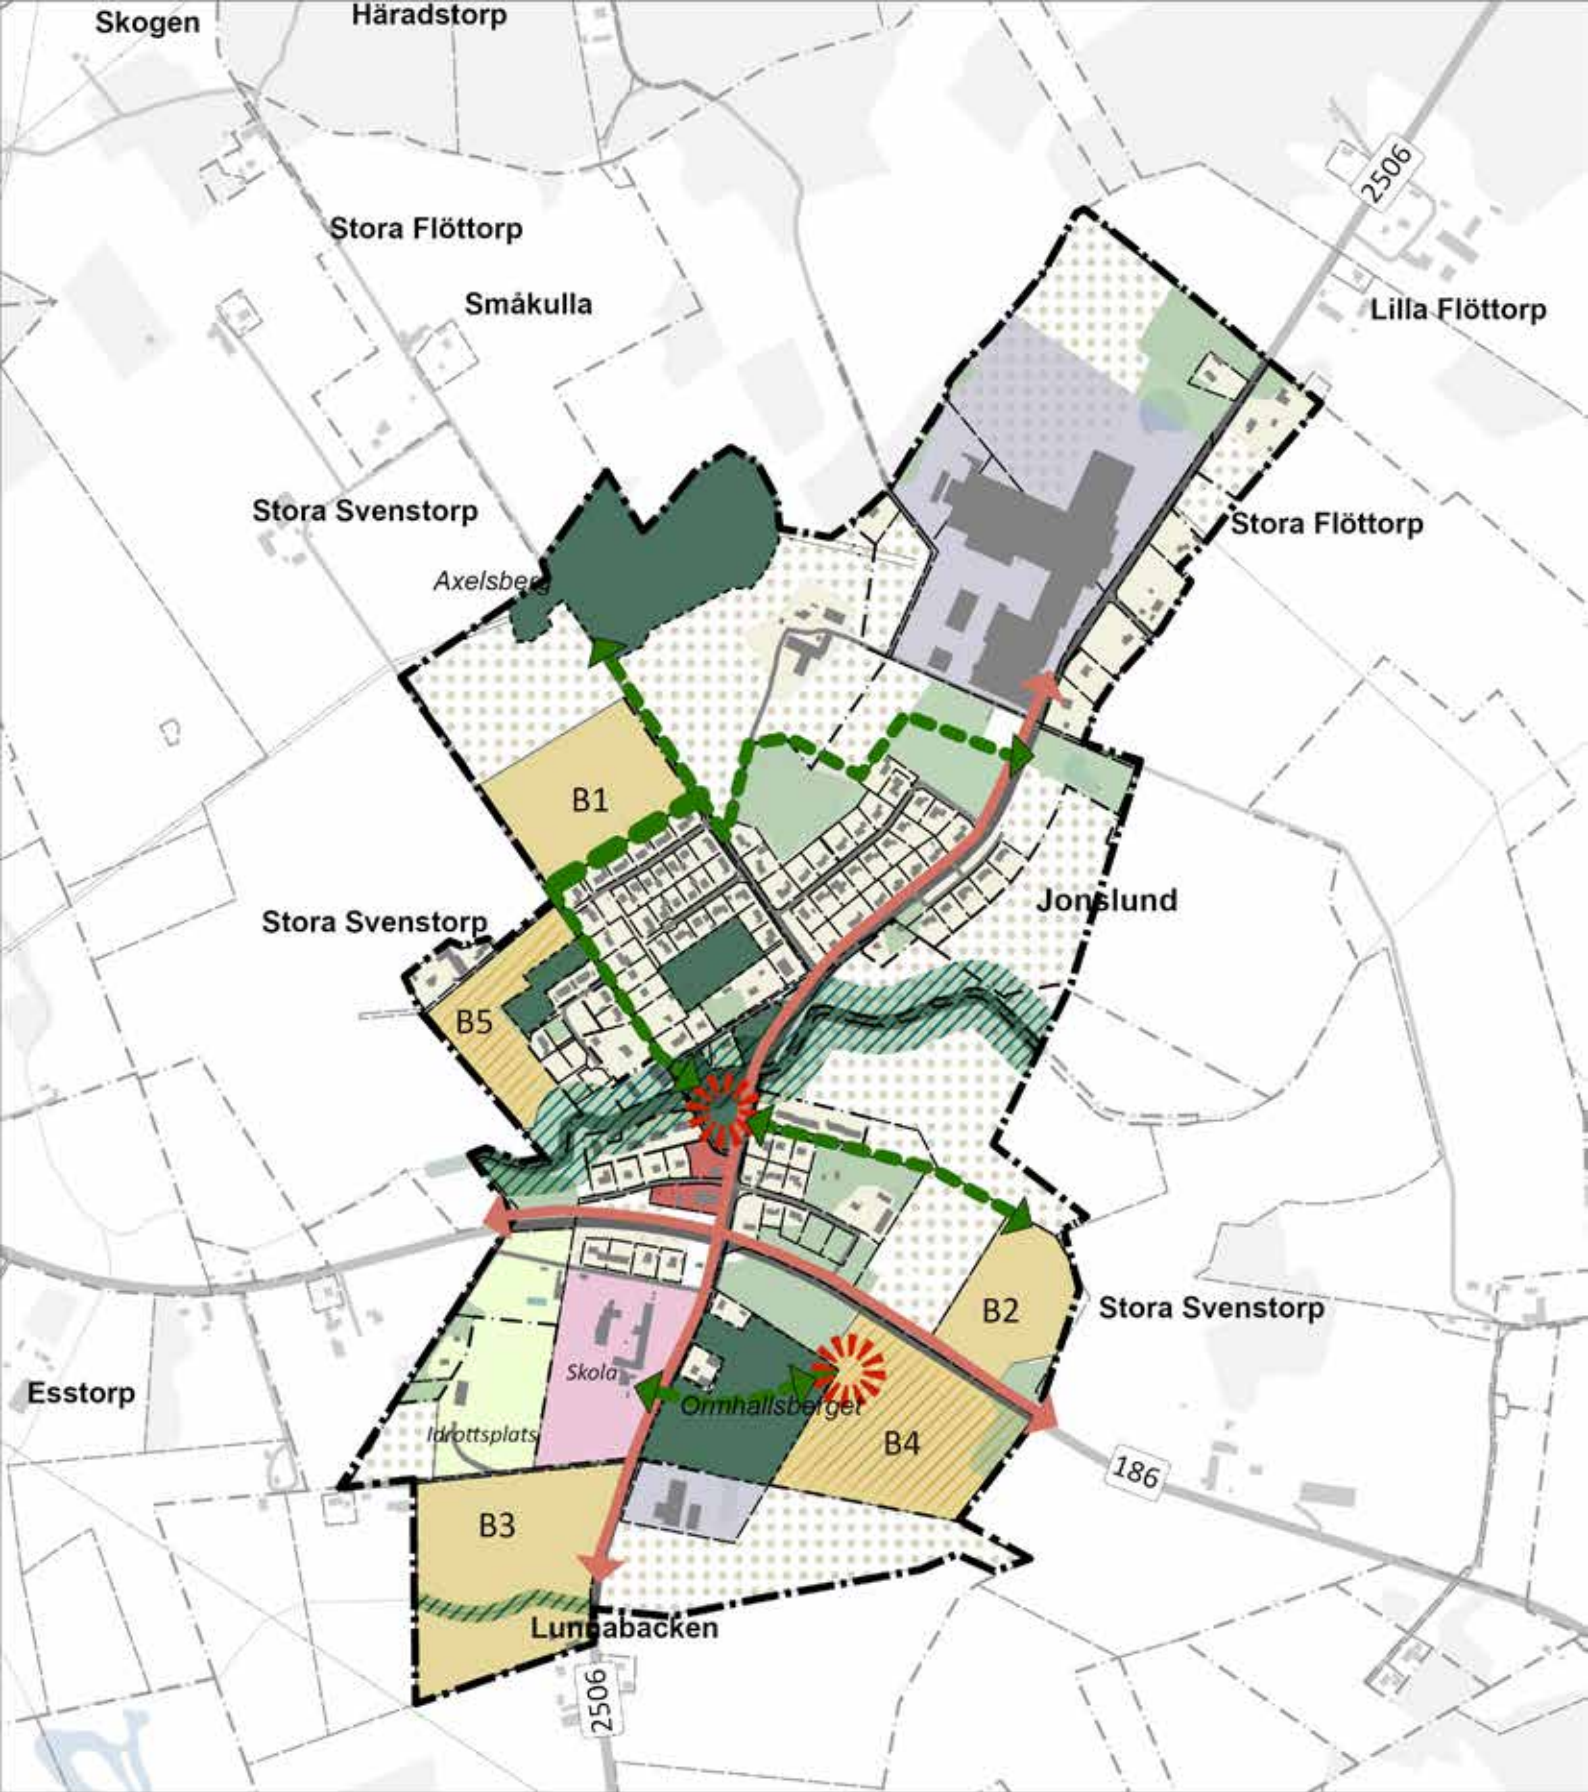 Skogen
Häradstorp
2506
Stora Flöttorp
Småkulla
Lilla Flöttorp
Stora Svenstorp
Stora Flöttorp
Axelsberg
B1
Jonslund
Stora Svenstorp
B5
B2
Stora Svenstorp
Skola
Esstorp
Ormhallsberget
Idrottsplats
B4
186
B3
Lunnabacken
2506